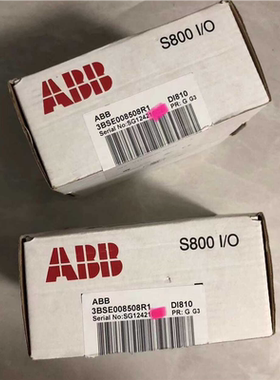 ABB
S800 I/O
ABB
3BSE008508R1 DI810
Serial No:SG12421 PR: G G3
ABB
S800 I/O
ABB
3BSE008508R1 DI810
Serial No:SG12421 PR: G G3